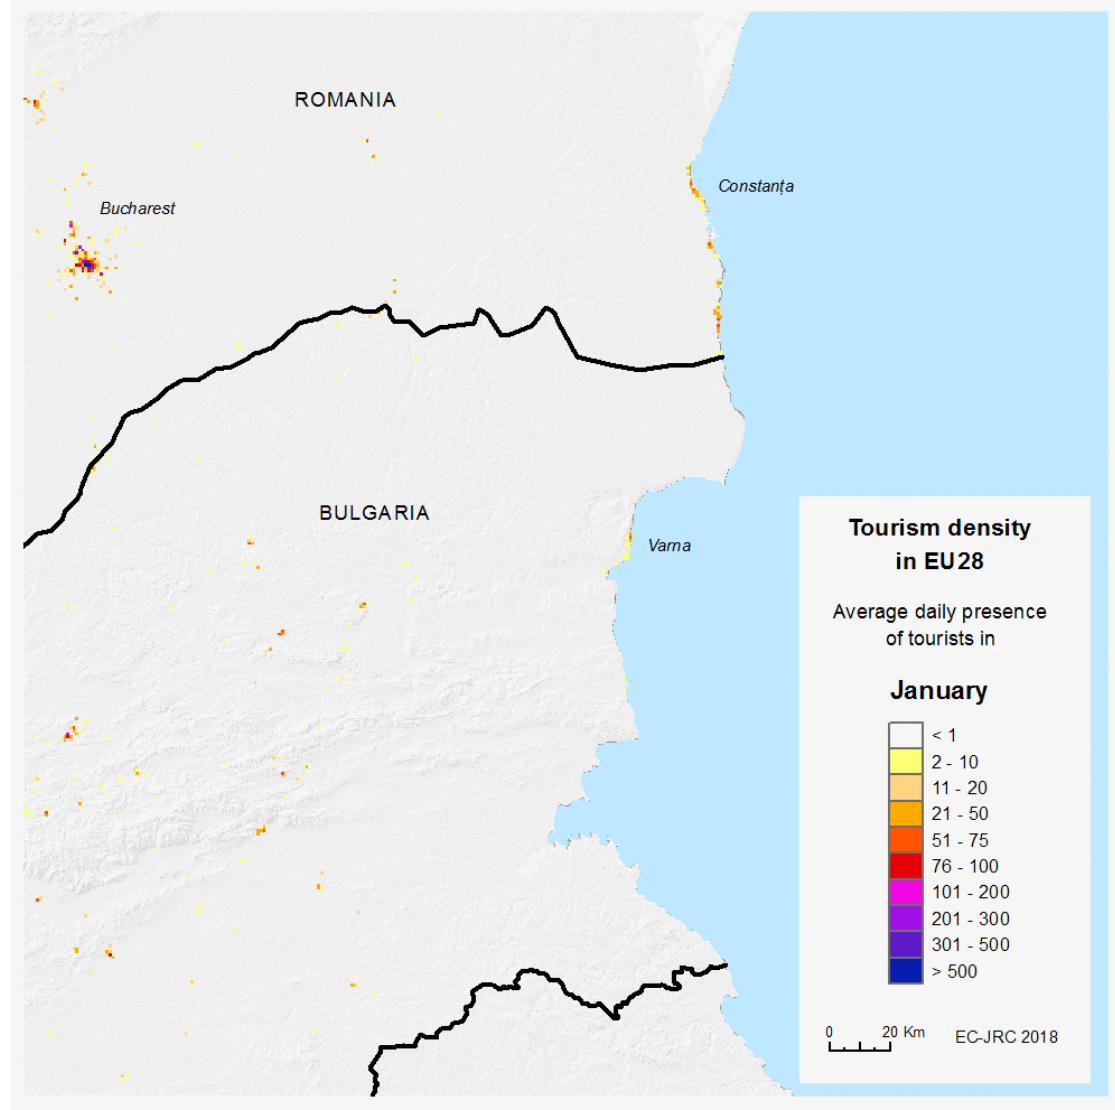 ROMANIA
Constanța
Bucharest
BULGARIA
Varna
Tourism density
in EU28
Average daily presence
of tourists in
January
< 1
2 - 10
11 - 20
21 - 50
51 - 75
76 - 100
101 - 200
201 - 300
301 - 500
> 500
0 20 Km
EC-JRC 2018